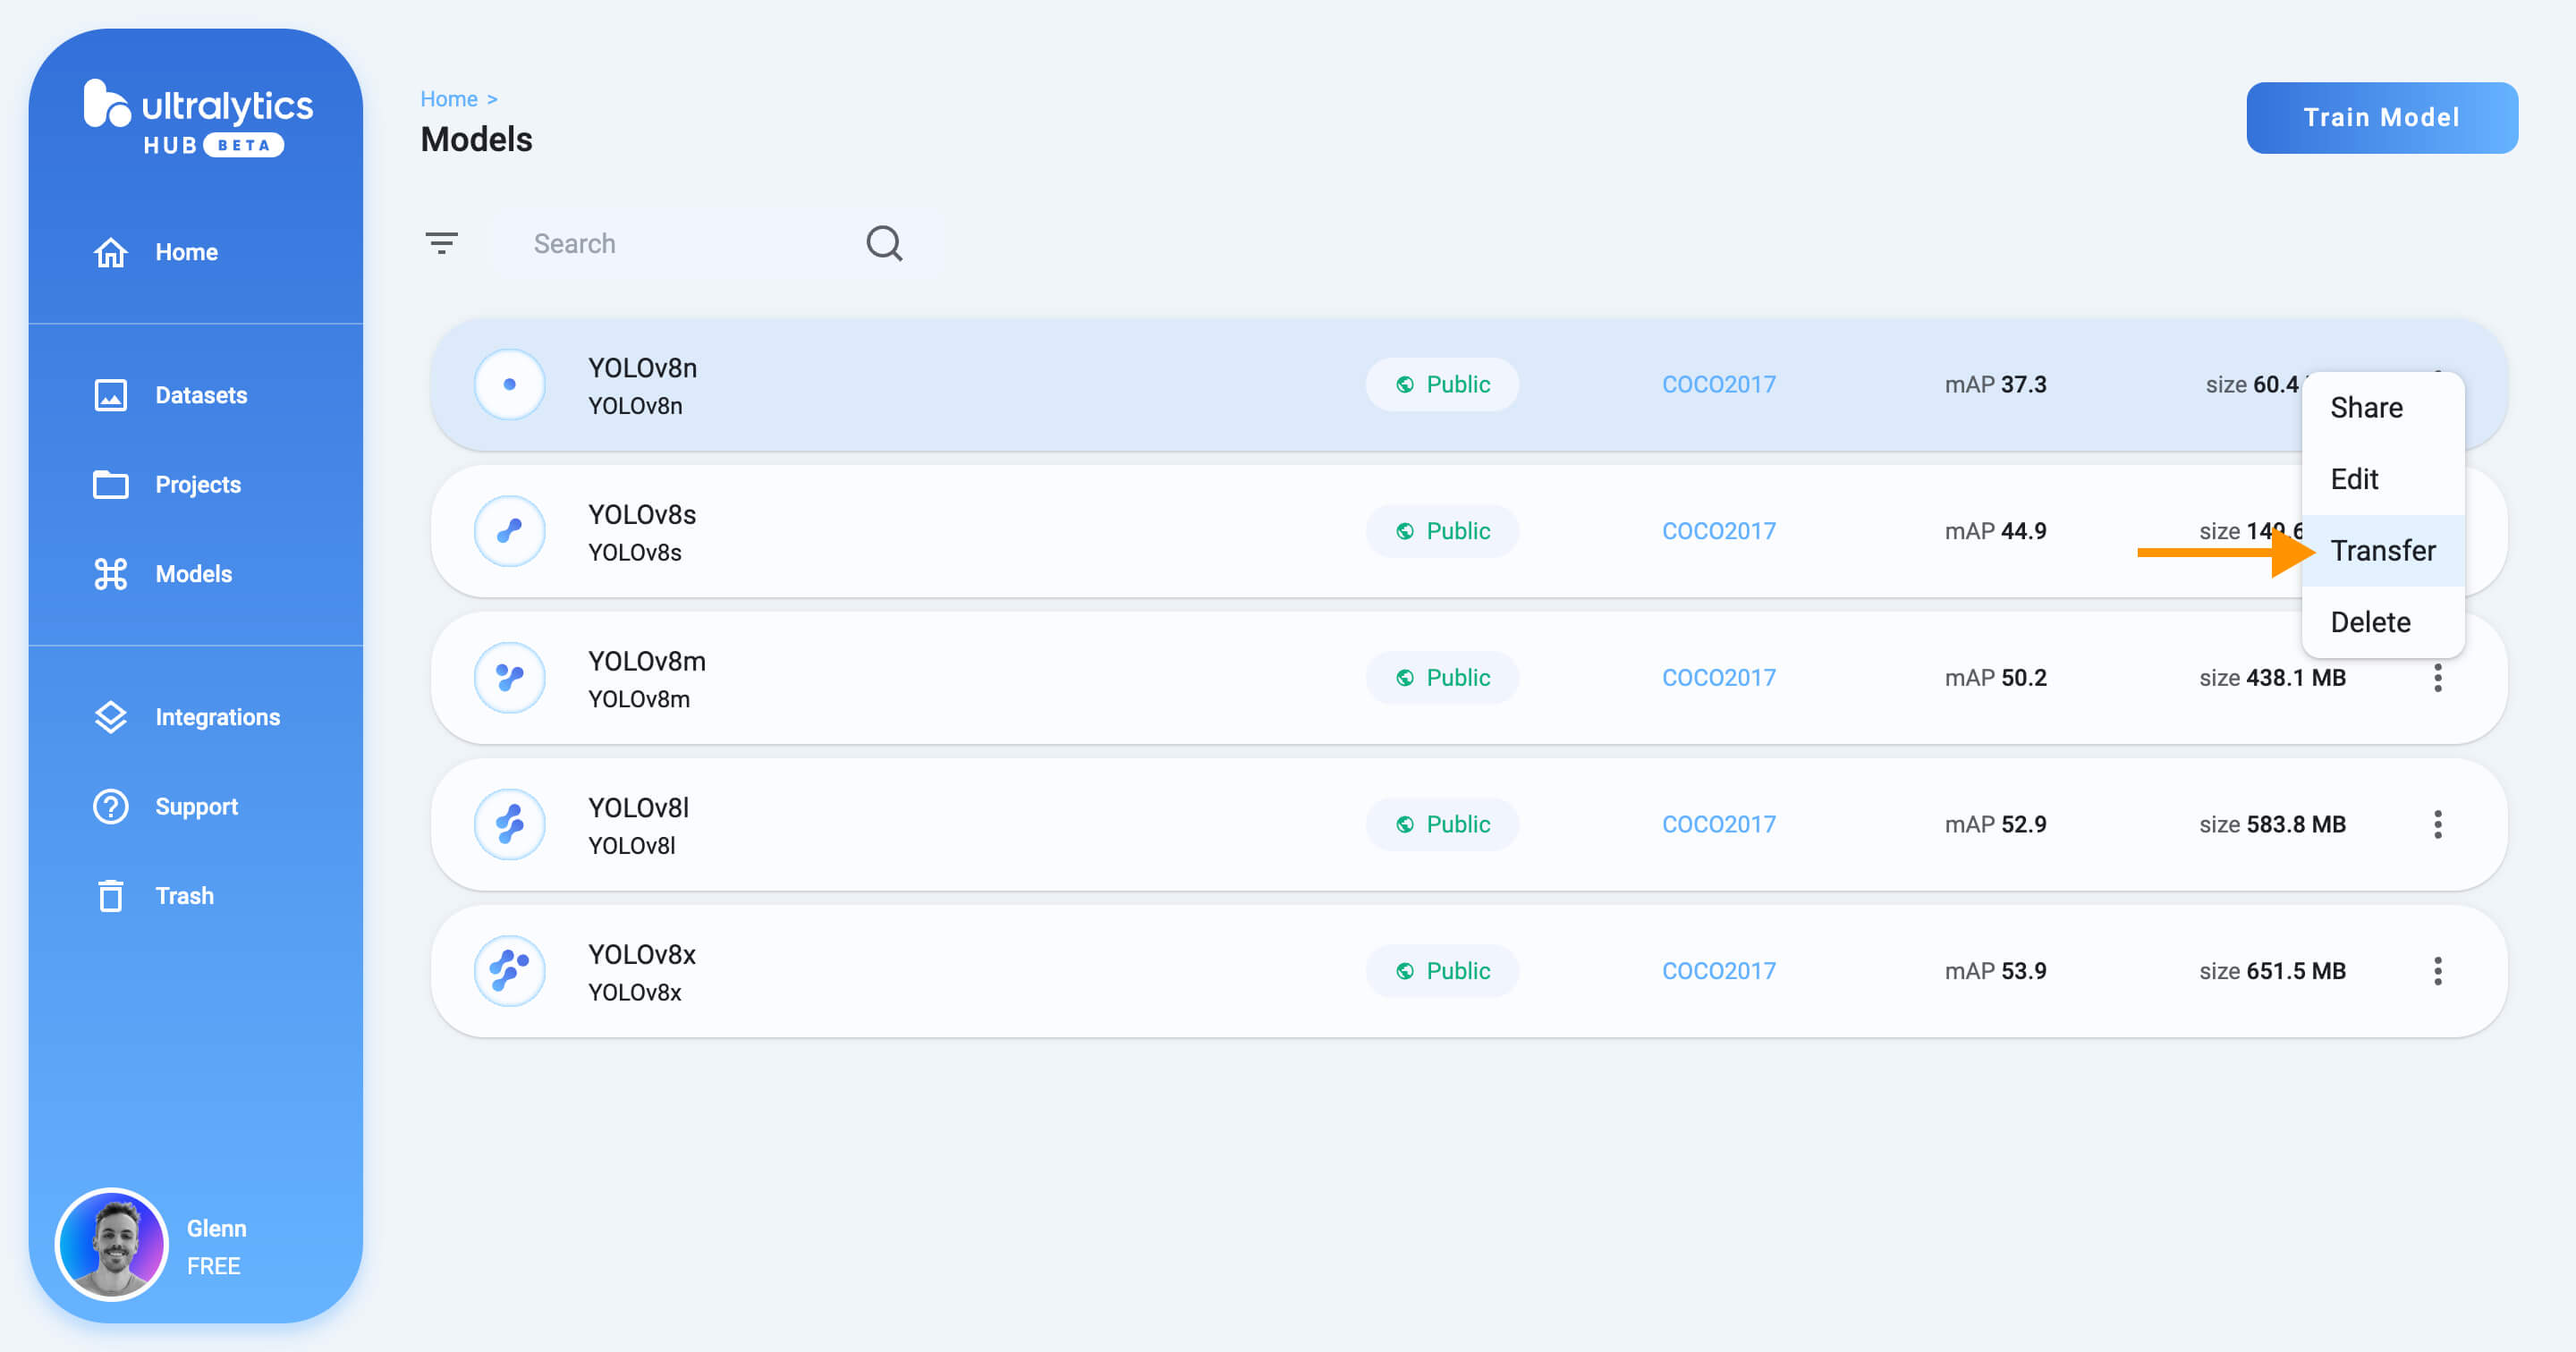 ultralytics
HUB BETA
Home
Datasets
Projects
Models
Integrations
Support
Trash
Glenn
FREE
Home >
Models
Train Model
Search
YOLOv8n
YOLOv8n
Public
COCO2017
mAP 37.3
size 60.4
YOLOv8s
YOLOv8s
Public
COCO2017
mAP 44.9
size 149.6
YOLOv8m
YOLOv8m
Public
COCO2017
mAP 50.2
size 438.1 MB
YOLOv8l
YOLOv8l
Public
COCO2017
mAP 52.9
size 583.8 MB
YOLOv8x
YOLOv8x
Public
COCO2017
mAP 53.9
size 651.5 MB
Share
Edit
Transfer
Delete